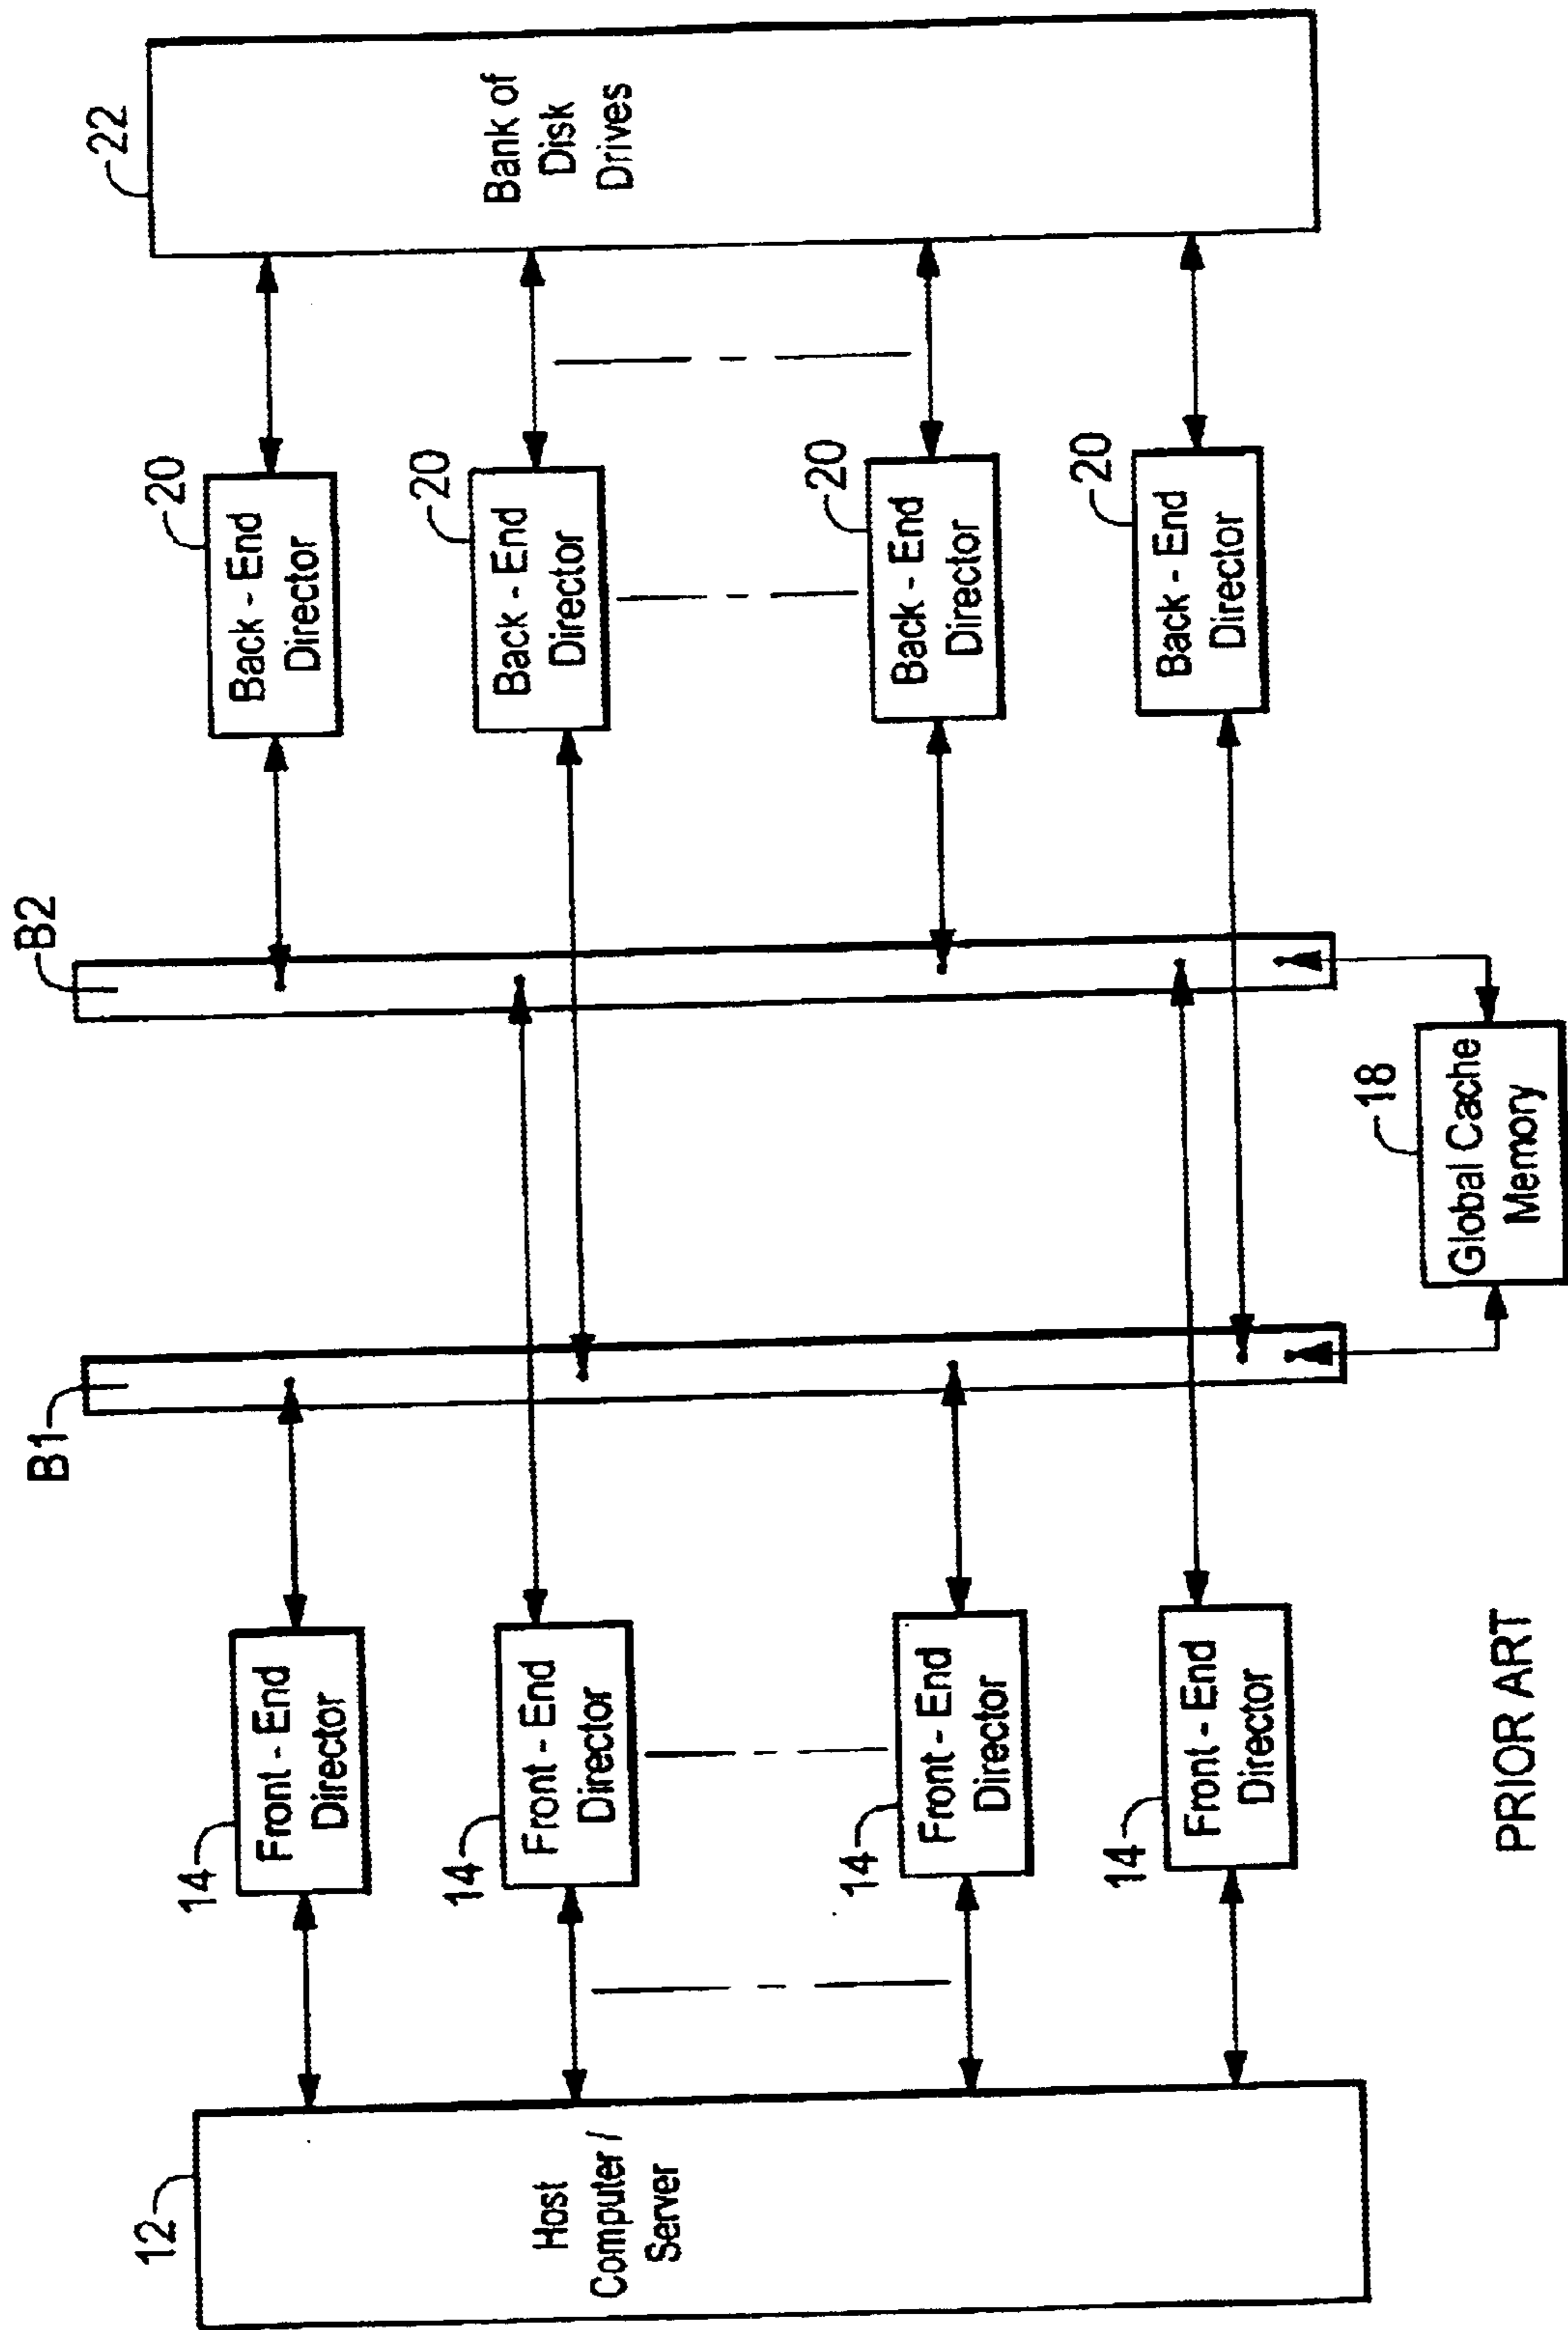 12
Host
Computer /
Server
14
Front - End
Director
14
Front - End
Director
14
Front - End
Director
14
Front - End
Director
B1
B2
18
Global Cache
Memory
20
Back - End
Director
20
Back - End
Director
20
Back - End
Director
20
Back - End
Director
22
Bank of
Disk
Drives
PRIOR ART